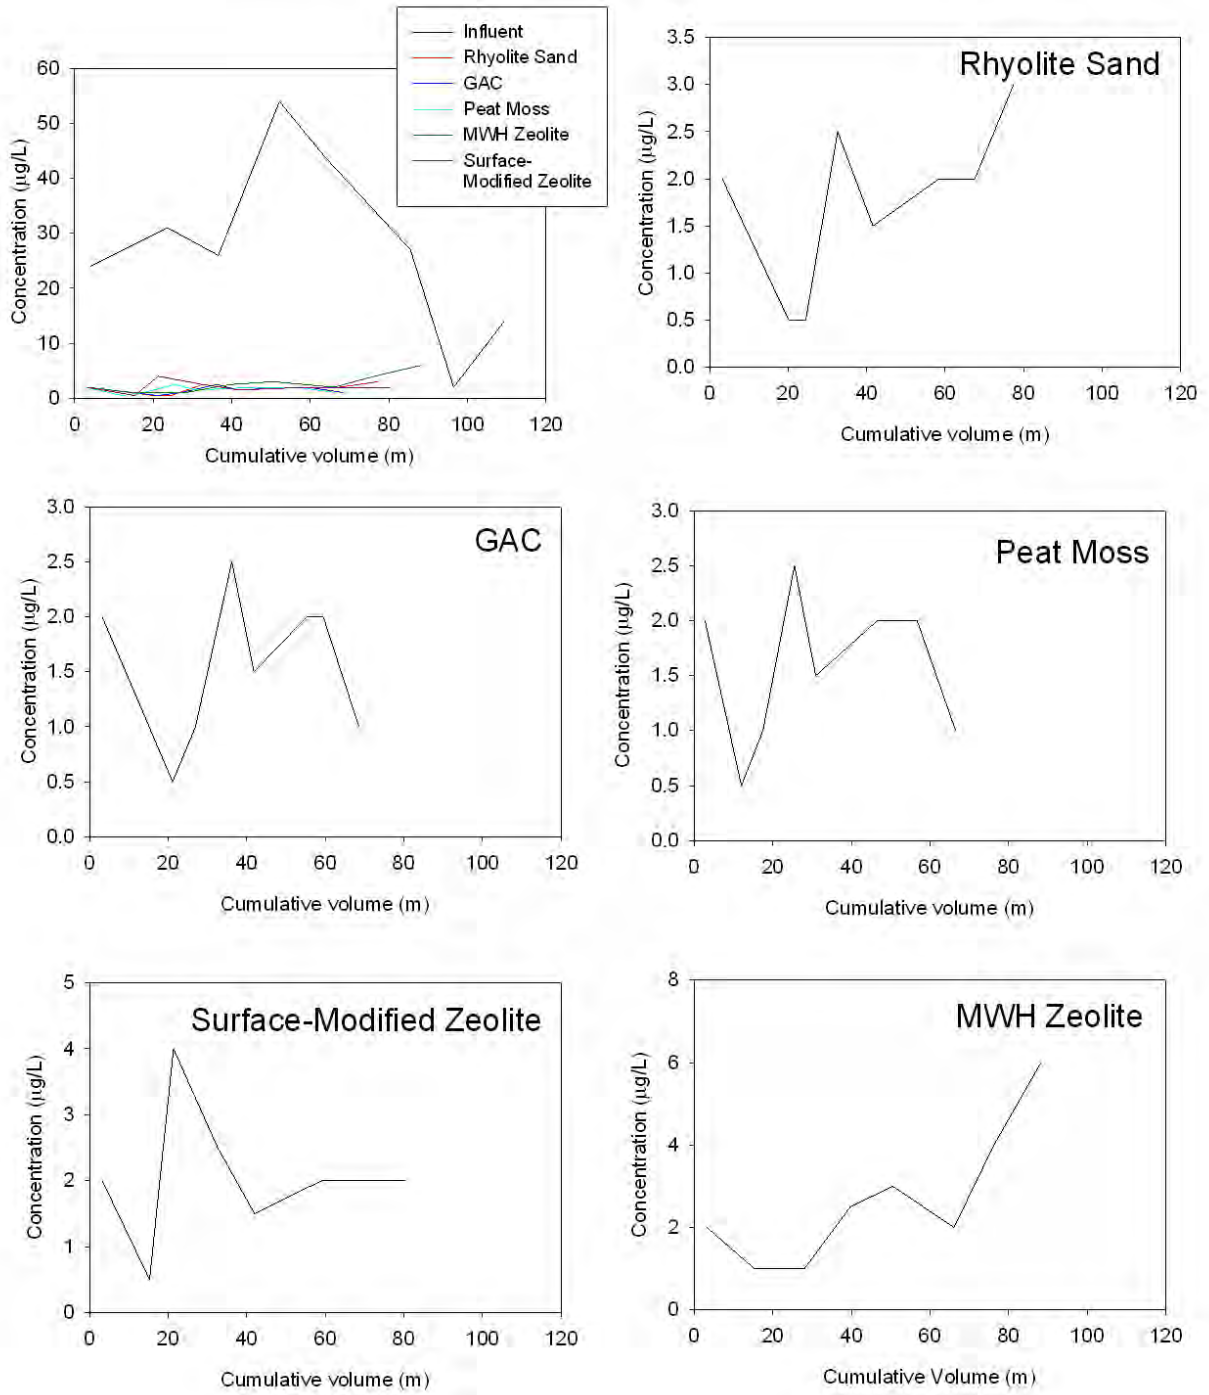 Influent
Rhyolite Sand
GAC
Peat Moss
MWH Zeolite
Surface-
Modified Zeolite
60
50
40
30
20
10
0
Concentration (µg/L)
0 20 40 60 80 100 120
Cumulative volume (m)
Rhyolite Sand
3.5
3.0
2.5
2.0
1.5
1.0
0.5
0.0
Concentration (µg/L)
0 20 40 60 80 100 120
Cumulative volume (m)
GAC
3.0
2.5
2.0
1.5
1.0
0.5
0.0
Concentration (µg/L)
0 20 40 60 80 100 120
Cumulative volume (m)
Peat Moss
3.0
2.5
2.0
1.5
1.0
0.5
0.0
Concentration (µg/L)
0 20 40 60 80 100 120
Cumulative volume (m)
Surface-Modified Zeolite
5
4
3
2
1
0
Concentration (µg/L)
0 20 40 60 80 100 120
Cumulative volume (m)
MWH Zeolite
8
6
4
2
0
Concentration (µg/L)
0 20 40 60 80 100 120
Cumulative Volume (m)